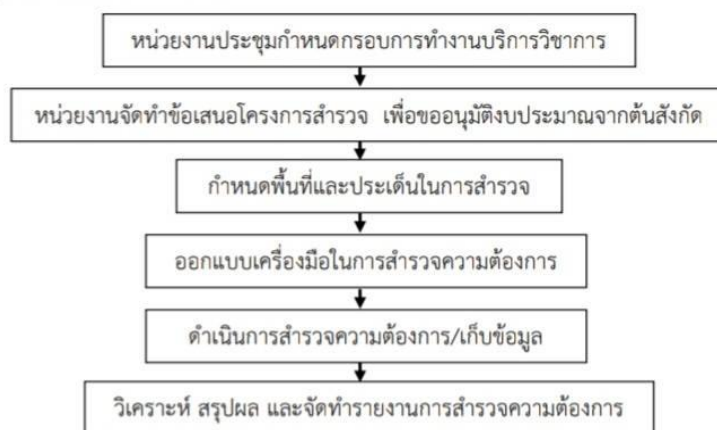 หน่วยงานประชุมกำหนดกรอบการทำงานบริการวิชาการ
หน่วยงานจัดทำข้อเสนอโครงการสำรวจ เพื่อขออนุมัติงบประมาณจากต้นสังกัด
กำหนดพื้นที่และประเด็นในการสำรวจ
ออกแบบเครื่องมือในการสำรวจความต้องการ
ดำเนินการสำรวจความต้องการ/เก็บข้อมูล
วิเคราะห์ สรุปผล และจัดทำรายงานการสำรวจความต้องการ